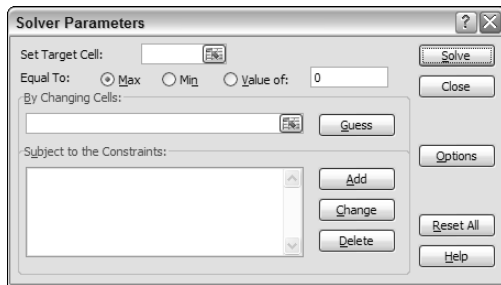 Solver Parameters
Set Target Cell:
Solve
Equal To: Max Min Value of: 0
Close
By Changing Cells:
Guess
Subject to the Constraints:
Options
Add
Change
Reset All
Delete
Help